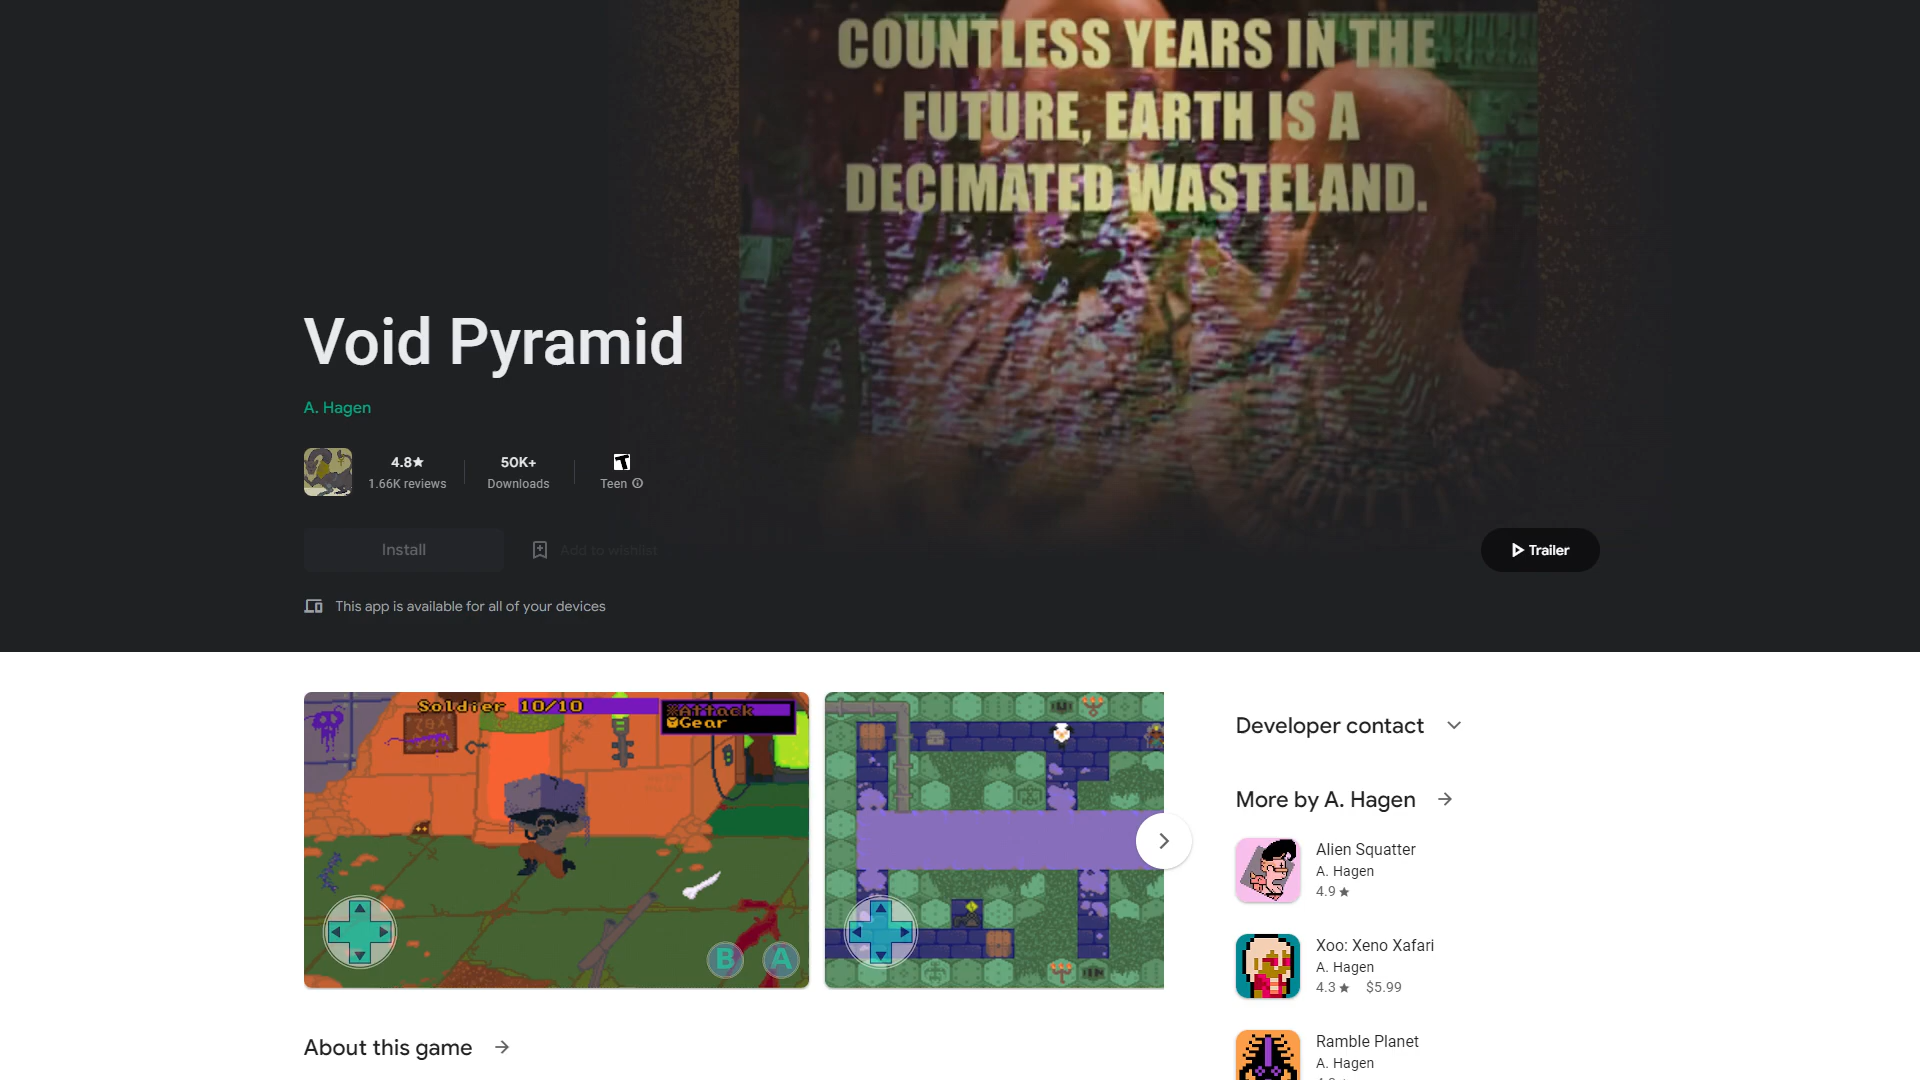 COUNTLESS YEARS IN THE
FUTURE, EARTH IS A
DECIMATED WASTELAND.
Void Pyramid
A. Hagen
4.8★
1.66K reviews
50K+
Downloads
T
Teen
Install
Add to wishlist
Trailer
This app is available for all of your devices
Soldier 10/10
Attack
Gear
B A
Developer contact
More by A. Hagen
Alien Squatter
A. Hagen
4.9 ★
Xoo: Xeno Xafari
A. Hagen
4.3 ★ $5.99
Ramble Planet
A. Hagen
About this game